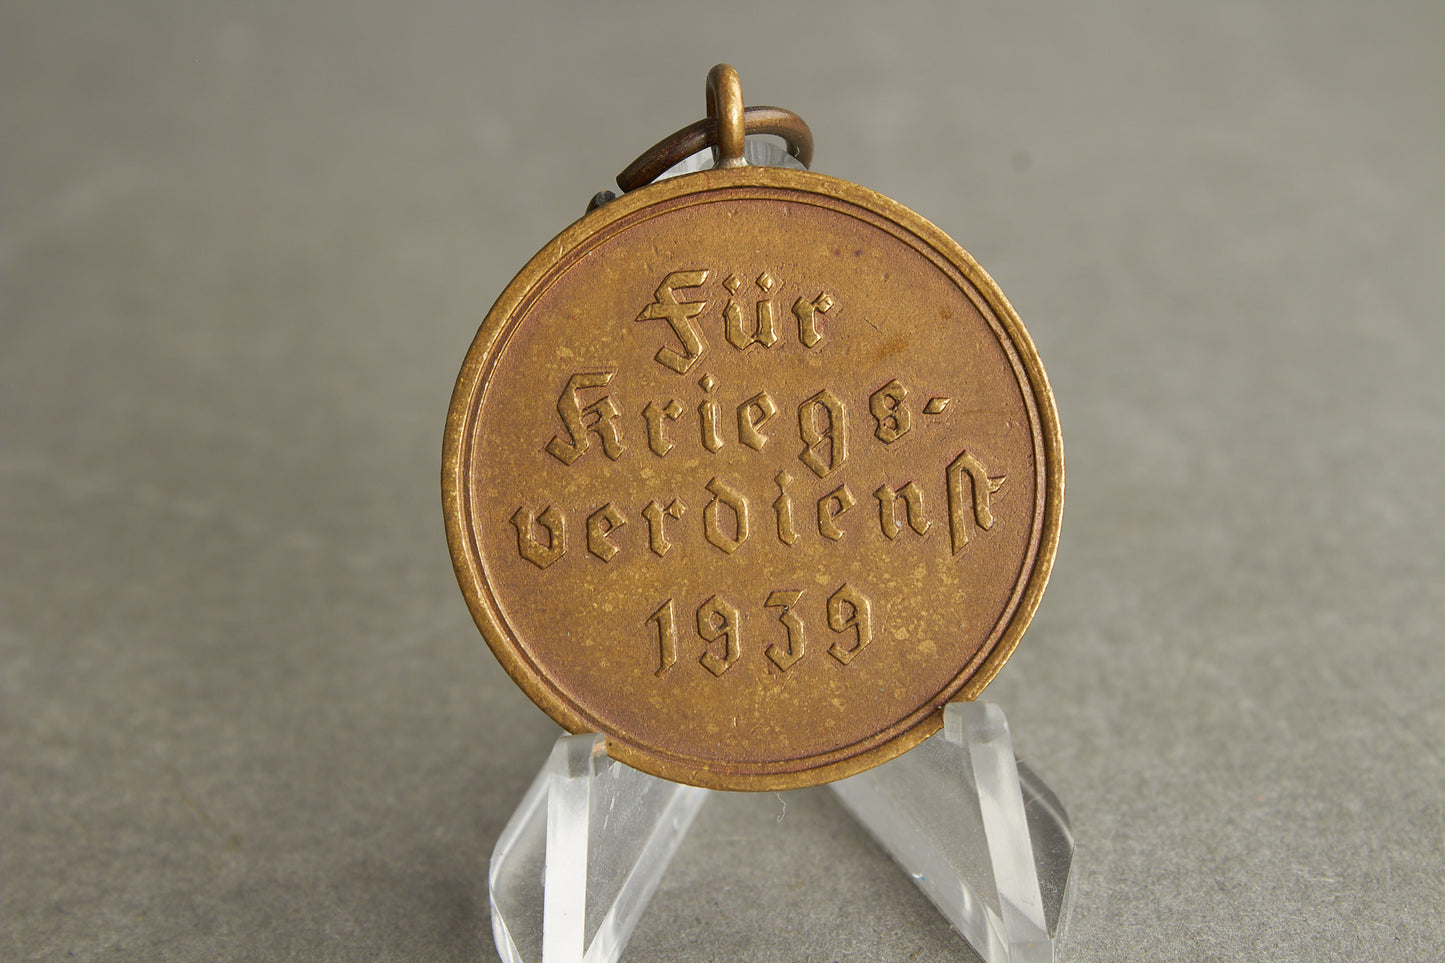 Für
Kriegs-
verdienst
1939